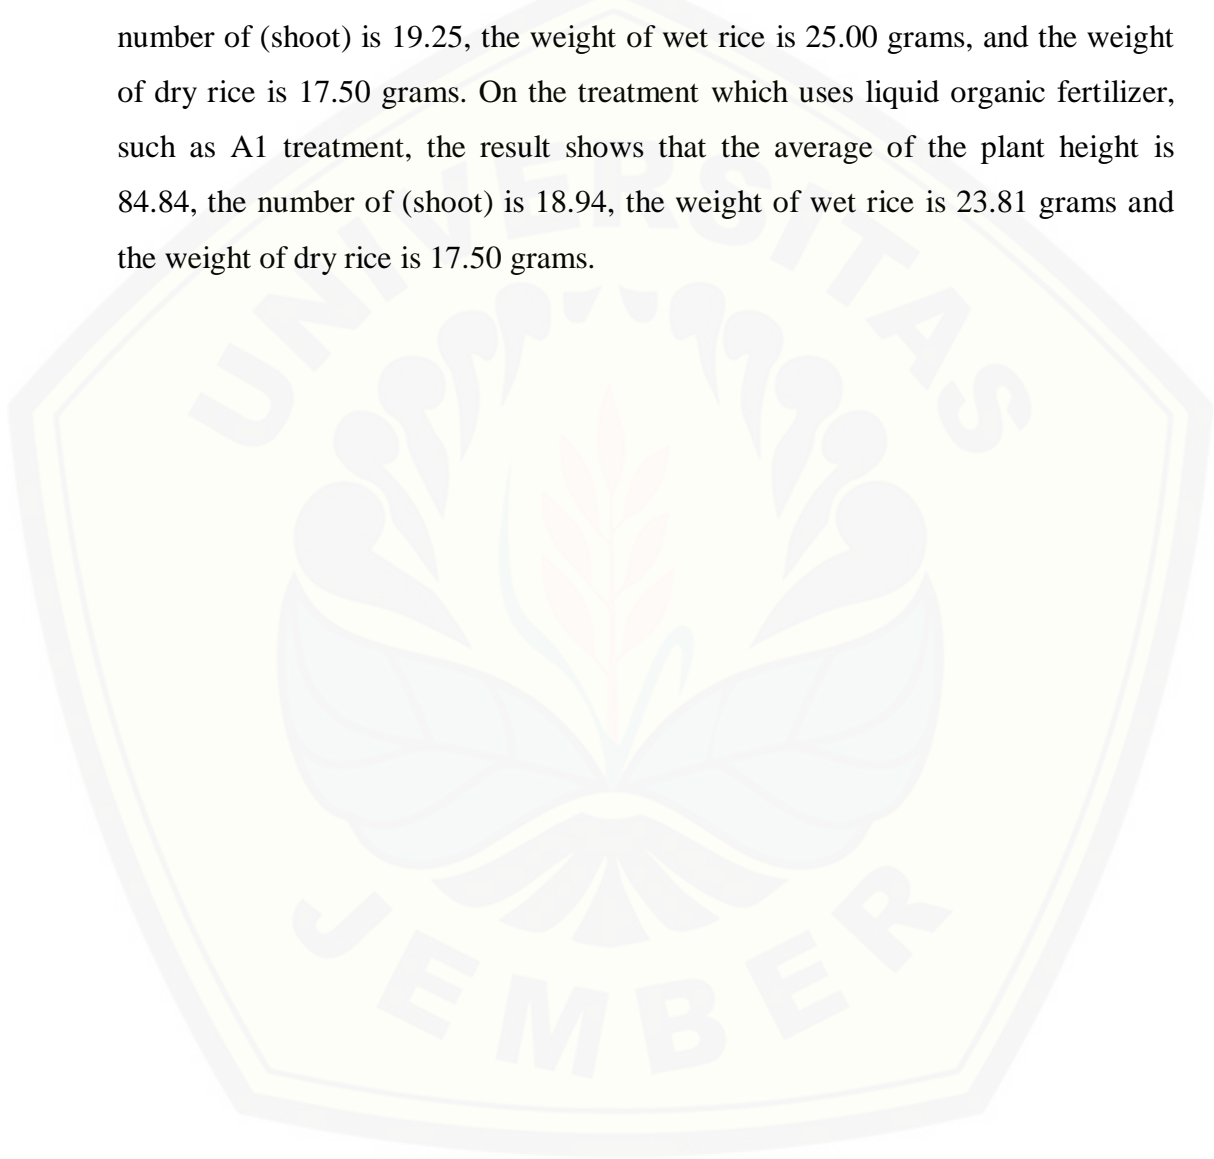 number of (shoot) is 19.25, the weight of wet rice is 25.00 grams, and the weight
of dry rice is 17.50 grams. On the treatment which uses liquid organic fertilizer,
such as A1 treatment, the result shows that the average of the plant height is
84.84, the number of (shoot) is 18.94, the weight of wet rice is 23.81 grams and
the weight of dry rice is 17.50 grams.
UNIVERSITAS
JEMBER